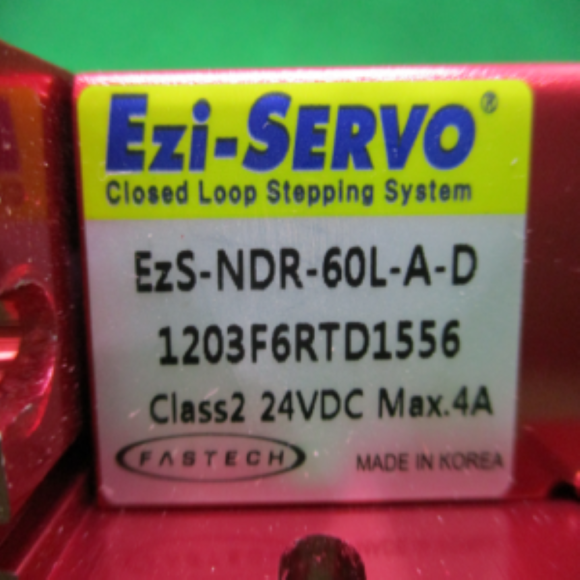 Ezi-SERVO®
Closed Loop Stepping System
EzS-NDR-60L-A-D
1203F6RTD1556
Class2 24VDC Max.4A
FASTECH
MADE IN KOREA